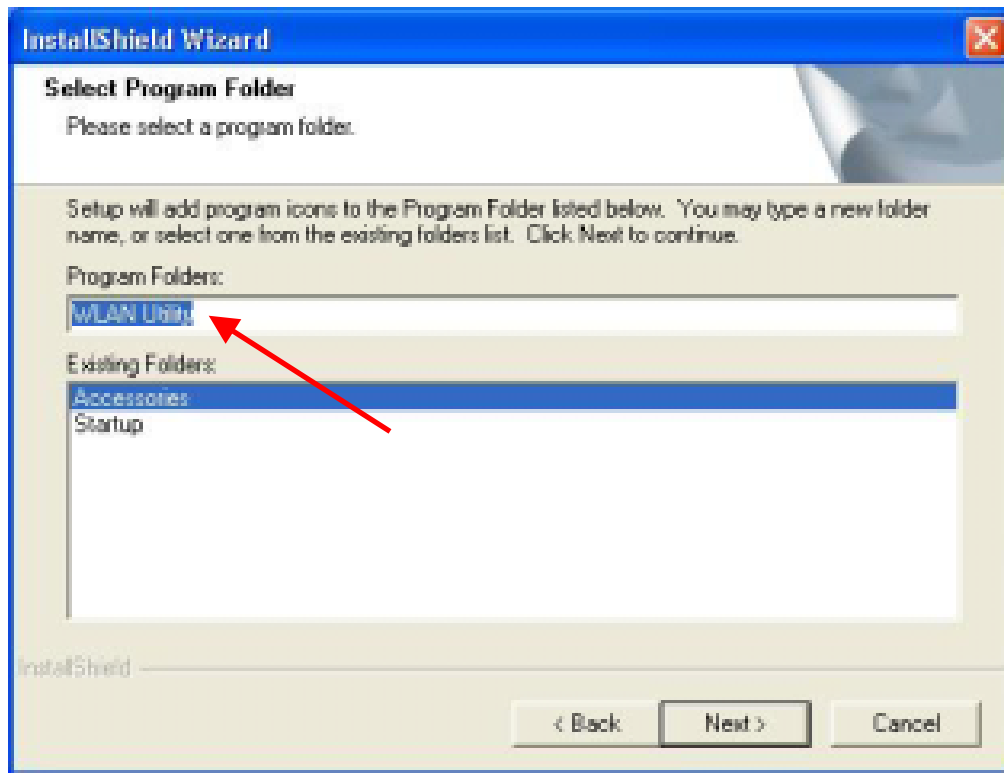 InstallShield Wizard
Select Program Folder
Please select a program folder.
Setup will add program icons to the Program Folder listed below. You may type a new folder
name, or select one from the existing folders list. Click Next to continue.
Program Folders:
WLAN Utility
Existing Folders:
Accessories
Startup
InstallShield
< Back
Next >
Cancel